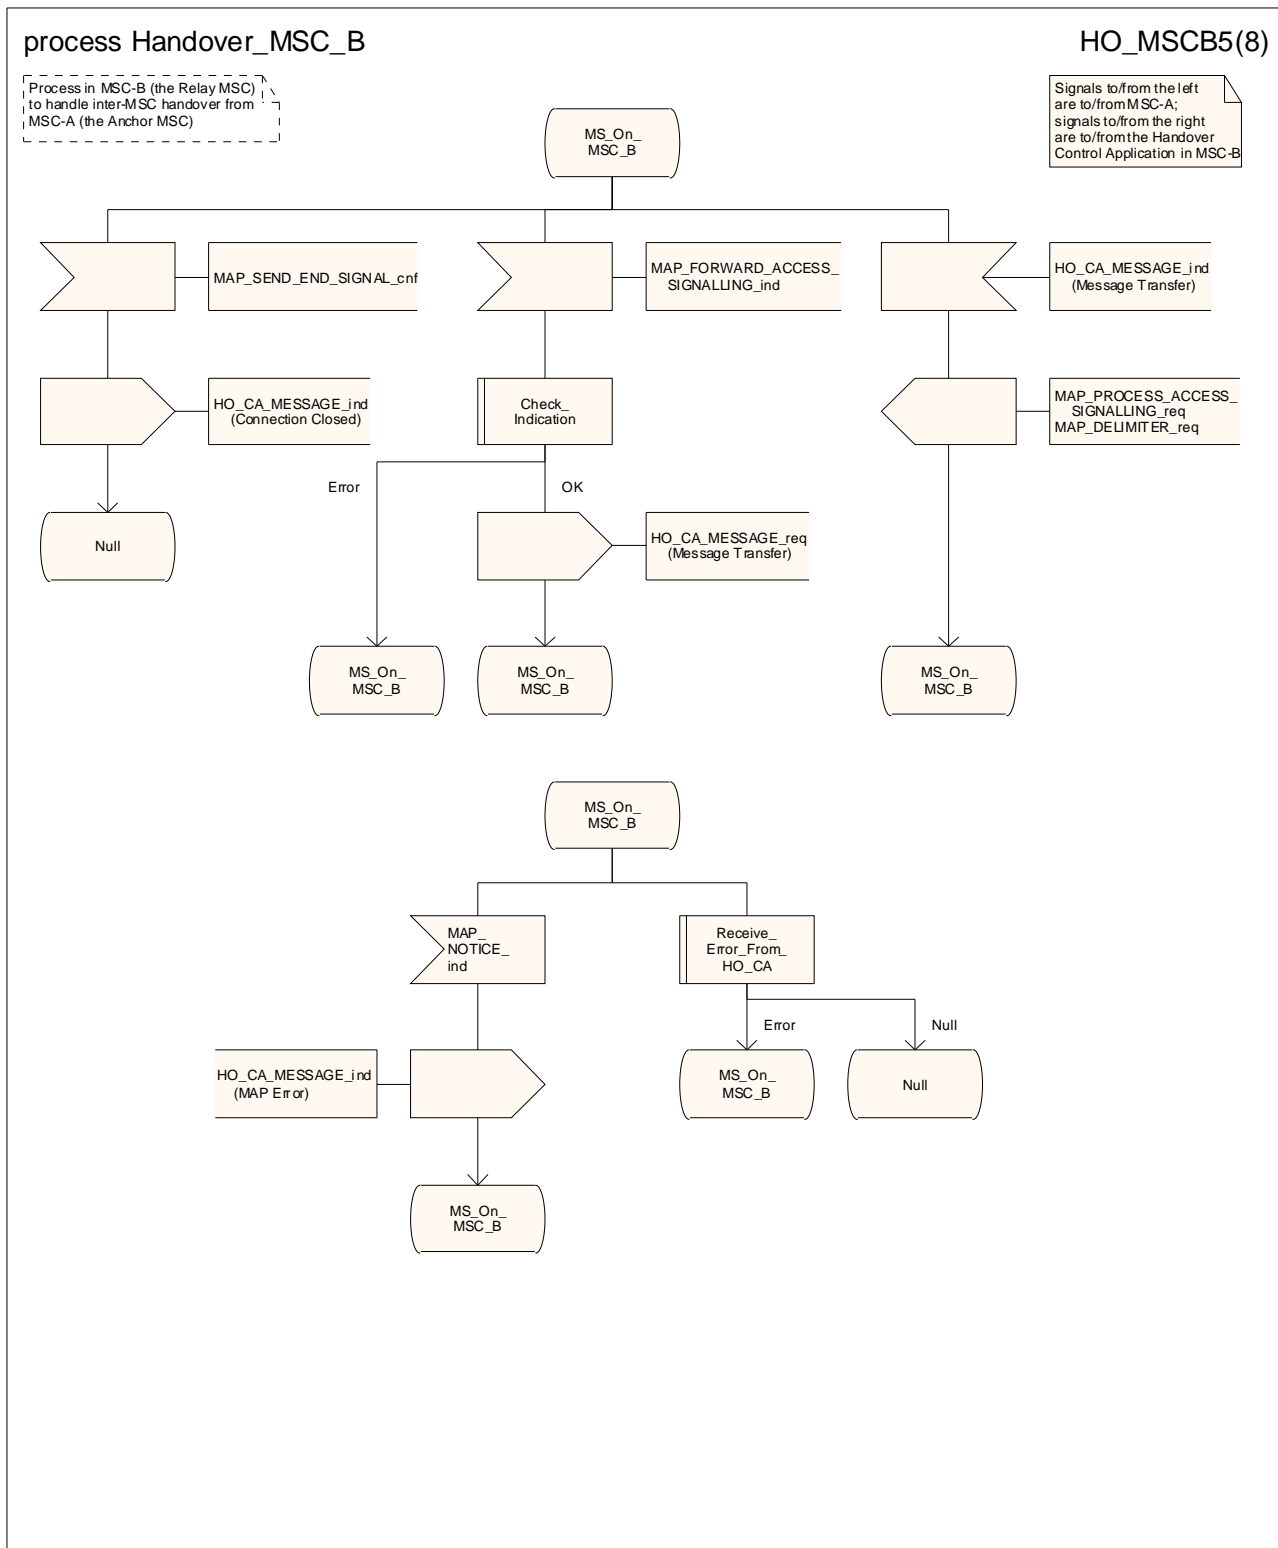 process Handover_MSC_B
HO_MSCB5(8)
Process in MSC-B (the Relay MSC)
to handle inter-MSC handover from
MSC-A (the Anchor MSC)
Signals to/from the left
are to/from MSC-A;
signals to/from the right
are to/from the Handover
Control Application in MSC-B
MS_On_
MSC_B
MAP_SEND_END_SIGNAL_cnf
MAP_FORWARD_ACCESS_
SIGNALLING_ind
HO_CA_MESSAGE_ind
(Message Transfer)
HO_CA_MESSAGE_ind
(Connection Closed)
Check_
Indication
MAP_PROCESS_ACCESS_
SIGNALLING_req
MAP_DELIMITER_req
Error
OK
Null
HO_CA_MESSAGE_req
(Message Transfer)
MS_On_
MSC_B
MS_On_
MSC_B
MS_On_
MSC_B
MS_On_
MSC_B
MAP_
NOTICE_
ind
Receive_
Error_From_
HO_CA
Error
Null
HO_CA_MESSAGE_ind
(MAP Error)
MS_On_
MSC_B
Null
MS_On_
MSC_B